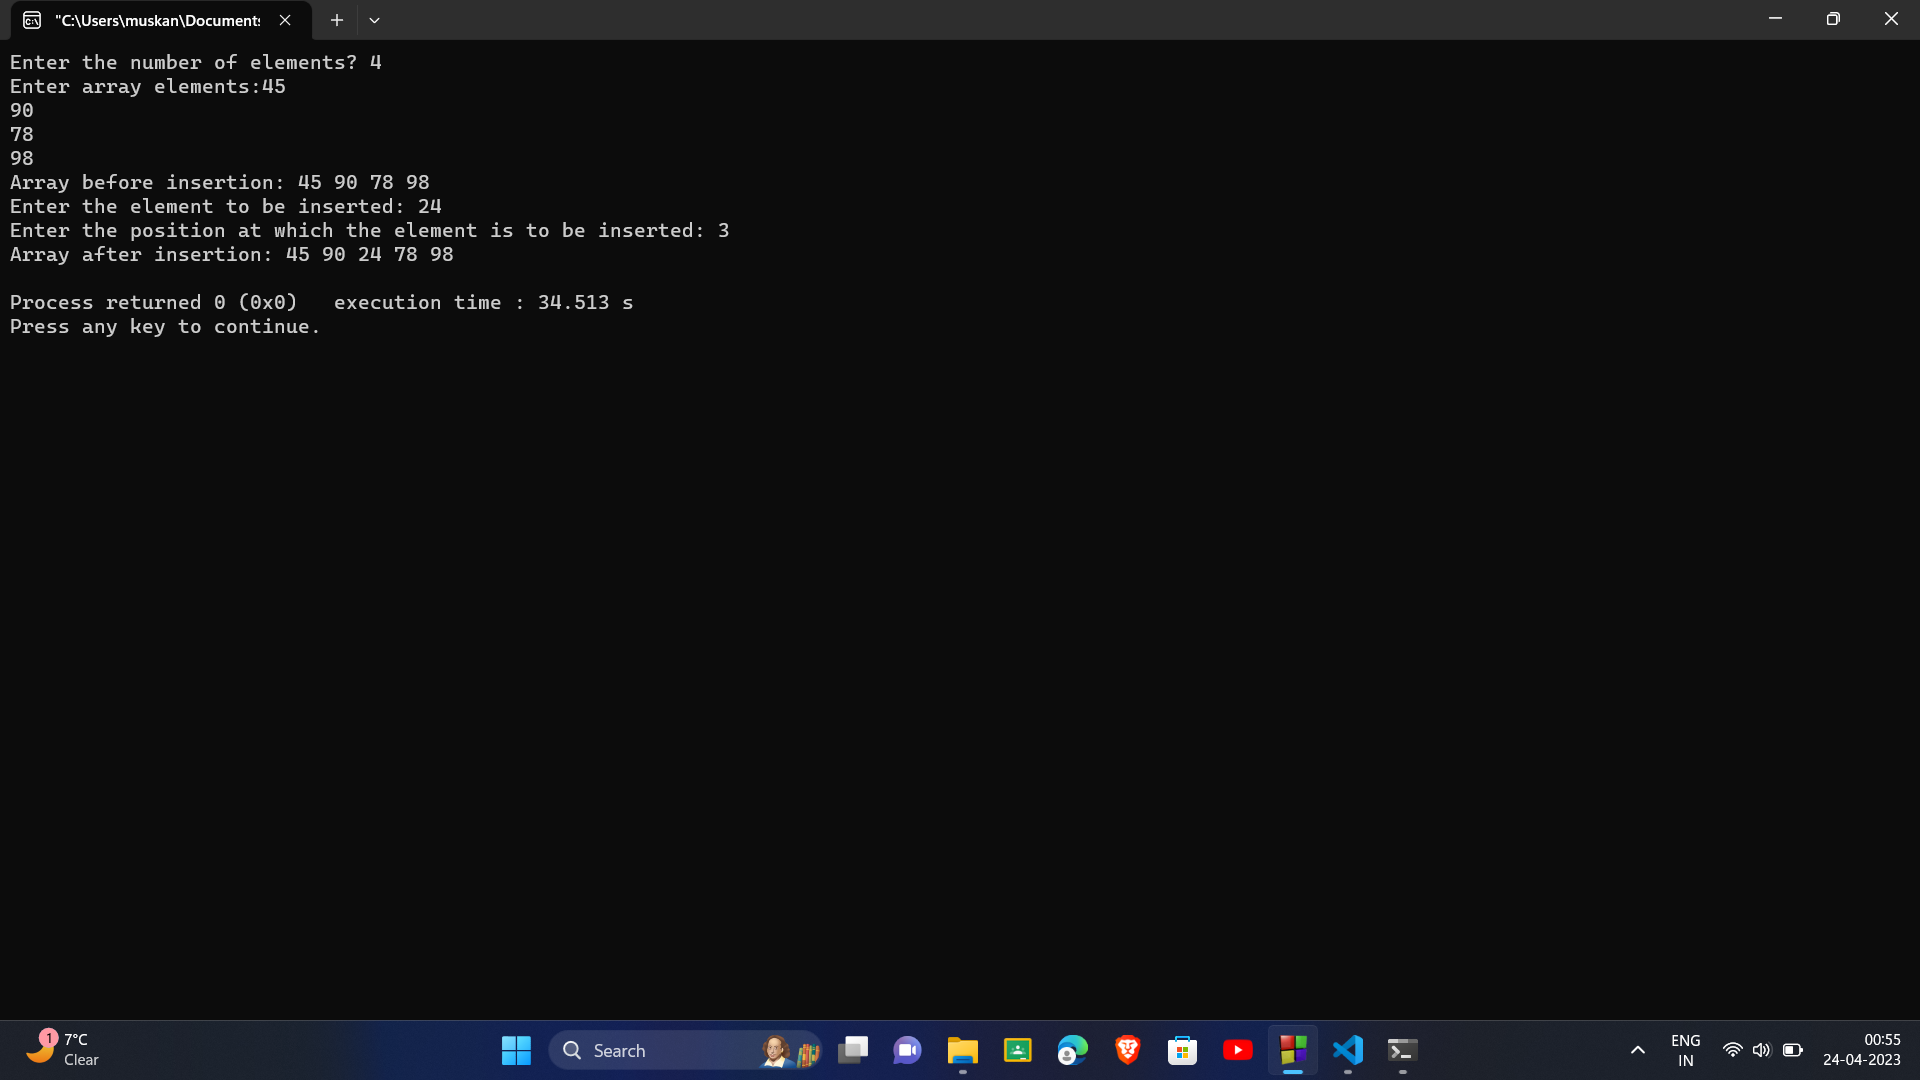 "C:\Users\muskan\Documents
Enter the number of elements? 4
Enter array elements:45
90
78
98
Array before insertion: 45 90 78 98
Enter the element to be inserted: 24
Enter the position at which the element is to be inserted: 3
Array after insertion: 45 90 24 78 98
Process returned 0 (0x0)   execution time : 34.513 s
Press any key to continue.
1
7°C
Clear
Search
ENG
IN
00:55
24-04-2023